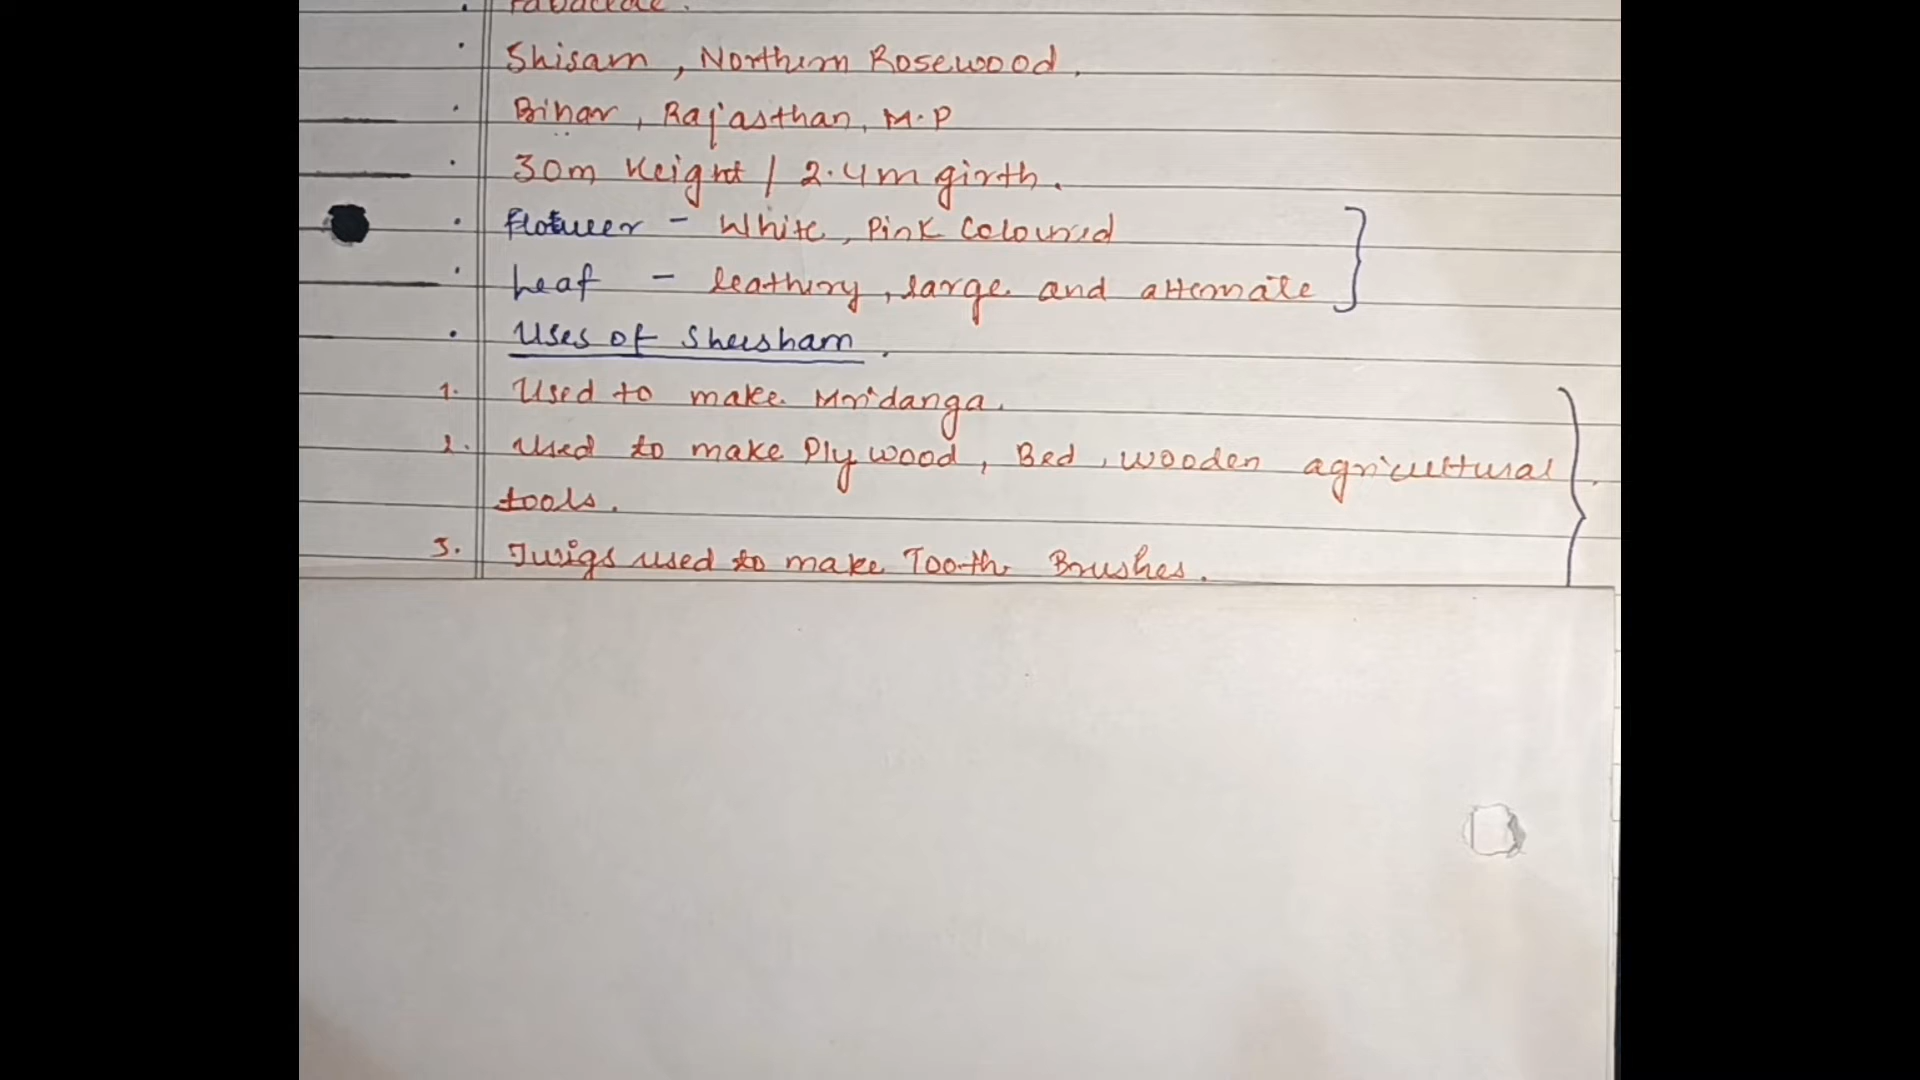 Fabaceae.
Shisam, Northern Rosewood.
Bihar, Rajasthan, M.P
30m Height / 2.4m girth.
Flower - White, Pink Coloured
Leaf - leathery, large and alternate
Uses of Sheesham.
1. Used to make Mridanga.
2. Used to make Plywood, Bed, wooden agricultural
tools.
3. Twigs used to make Tooth Brushes.